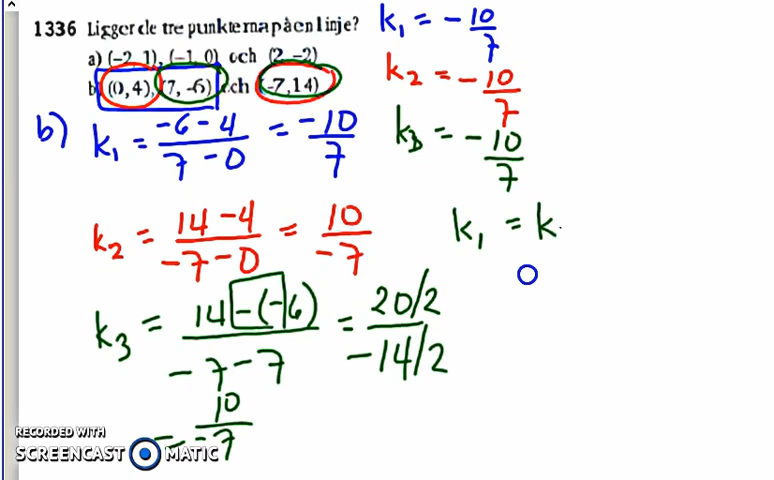 1336 Ligger de tre punkterna på en linje?
a) (−2, 1), (−1, 0) och (2, −2)
b) (0, 4), (7, −6) och (−7, 14)
k₁ = −10/7
k₂ = −10/7
k₃ = −10/7
b) k₁ = (−6 − 4)/(7 − 0) = −10/7
k₂ = (14 − 4)/(−7 − 0) = 10/−7
k₁ = k
k₃ = (14 − (−6))/(−7 − 7) = (20/2)/(−14/2)
= 10/−7
RECORDED WITH
SCREENCAST MATIC